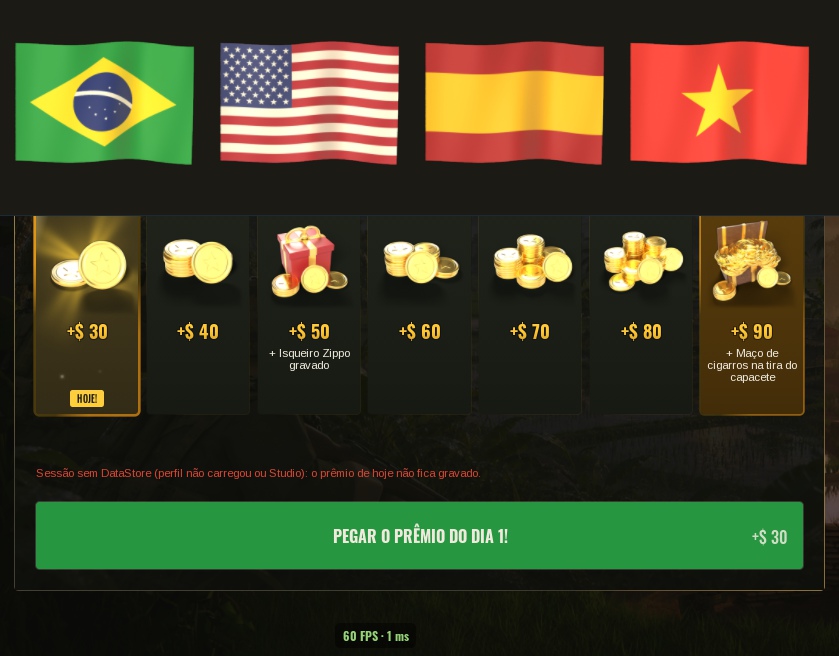 +$ 30
+$ 40
+$ 50
+$ 60
+$ 70
+$ 80
+$ 90
+ Isqueiro Zippo
gravado
+ Maço de
cigarros na tira do
capacete
HOJE!
Sessão sem DataStore (perfil não carregou ou Studio): o prêmio de hoje não fica gravado.
PEGAR O PRÊMIO DO DIA 1!
+$ 30
60 FPS · 1 ms